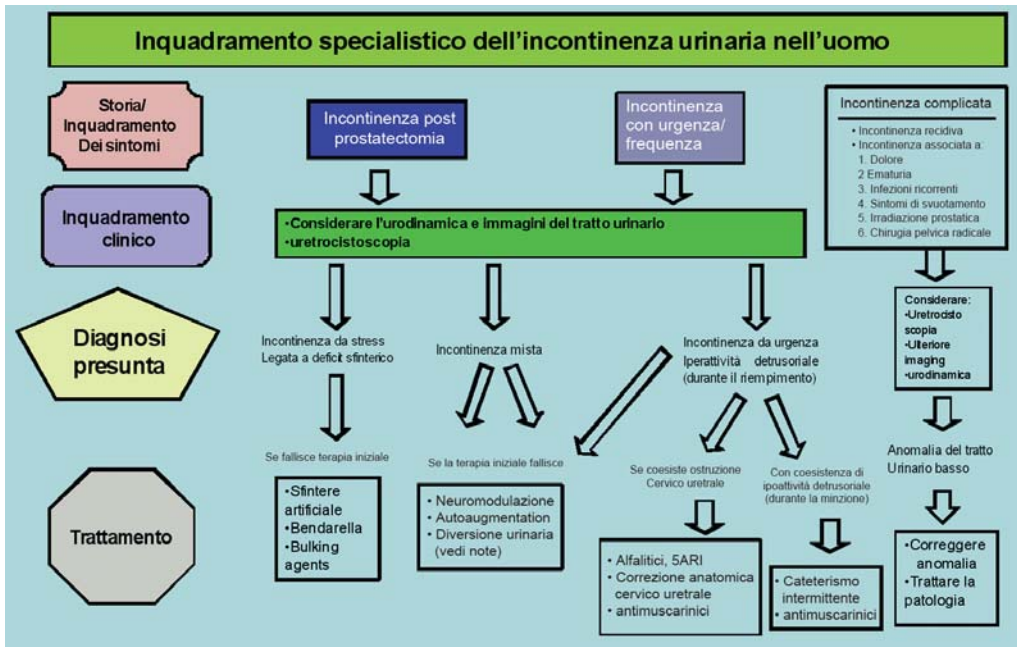 Inquadramento specialistico dell'incontinenza urinaria nell'uomo
Storia/
Inquadramento
Dei sintomi
Incontinenza post
prostatectomia
Incontinenza
con urgenza/
frequenza
Incontinenza complicata
• Incontinenza recidiva
• Incontinenza associata a:
1. Dolore
2 Ematuria
3. Infezioni ricorrenti
4. Sintomi di svuotamento
5. Irradiazione prostatica
6. Chirugia pelvica radicale
Inquadramento
clinico
•Considerare l'urodinamica e immagini del tratto urinario
•uretrocistoscopia
Diagnosi
presunta
Incontinenza da stress
Legata a deficit sfinterico
Incontinenza mista
Incontinenza da urgenza
Iperattività detrusoriale
(durante il riempimento)
Considerare:
•Uretrocisto
scopia
•Ulteriore
imaging
•urodinamica
Anomalia del tratto
Urinario basso
Trattamento
Se fallisce terapia iniziale
•Sfintere
artificiale
•Bendarella
•Bulking
agents
Se la terapia iniziale fallisce
• Neuromodulazione
• Autoaugmentation
• Diversione urinaria
(vedi note)
Se coesiste ostruzione
Cervico uretrale
• Alfalitici, 5ARI
• Correzione anatomica
cervico uretrale
• antimuscarinici
Con coesistenza di
ipoattività detrusoriale
(durante la minzione)
• Cateterismo
intermittente
• antimuscarinici
•Correggere
anomalia
•Trattare la
patologia